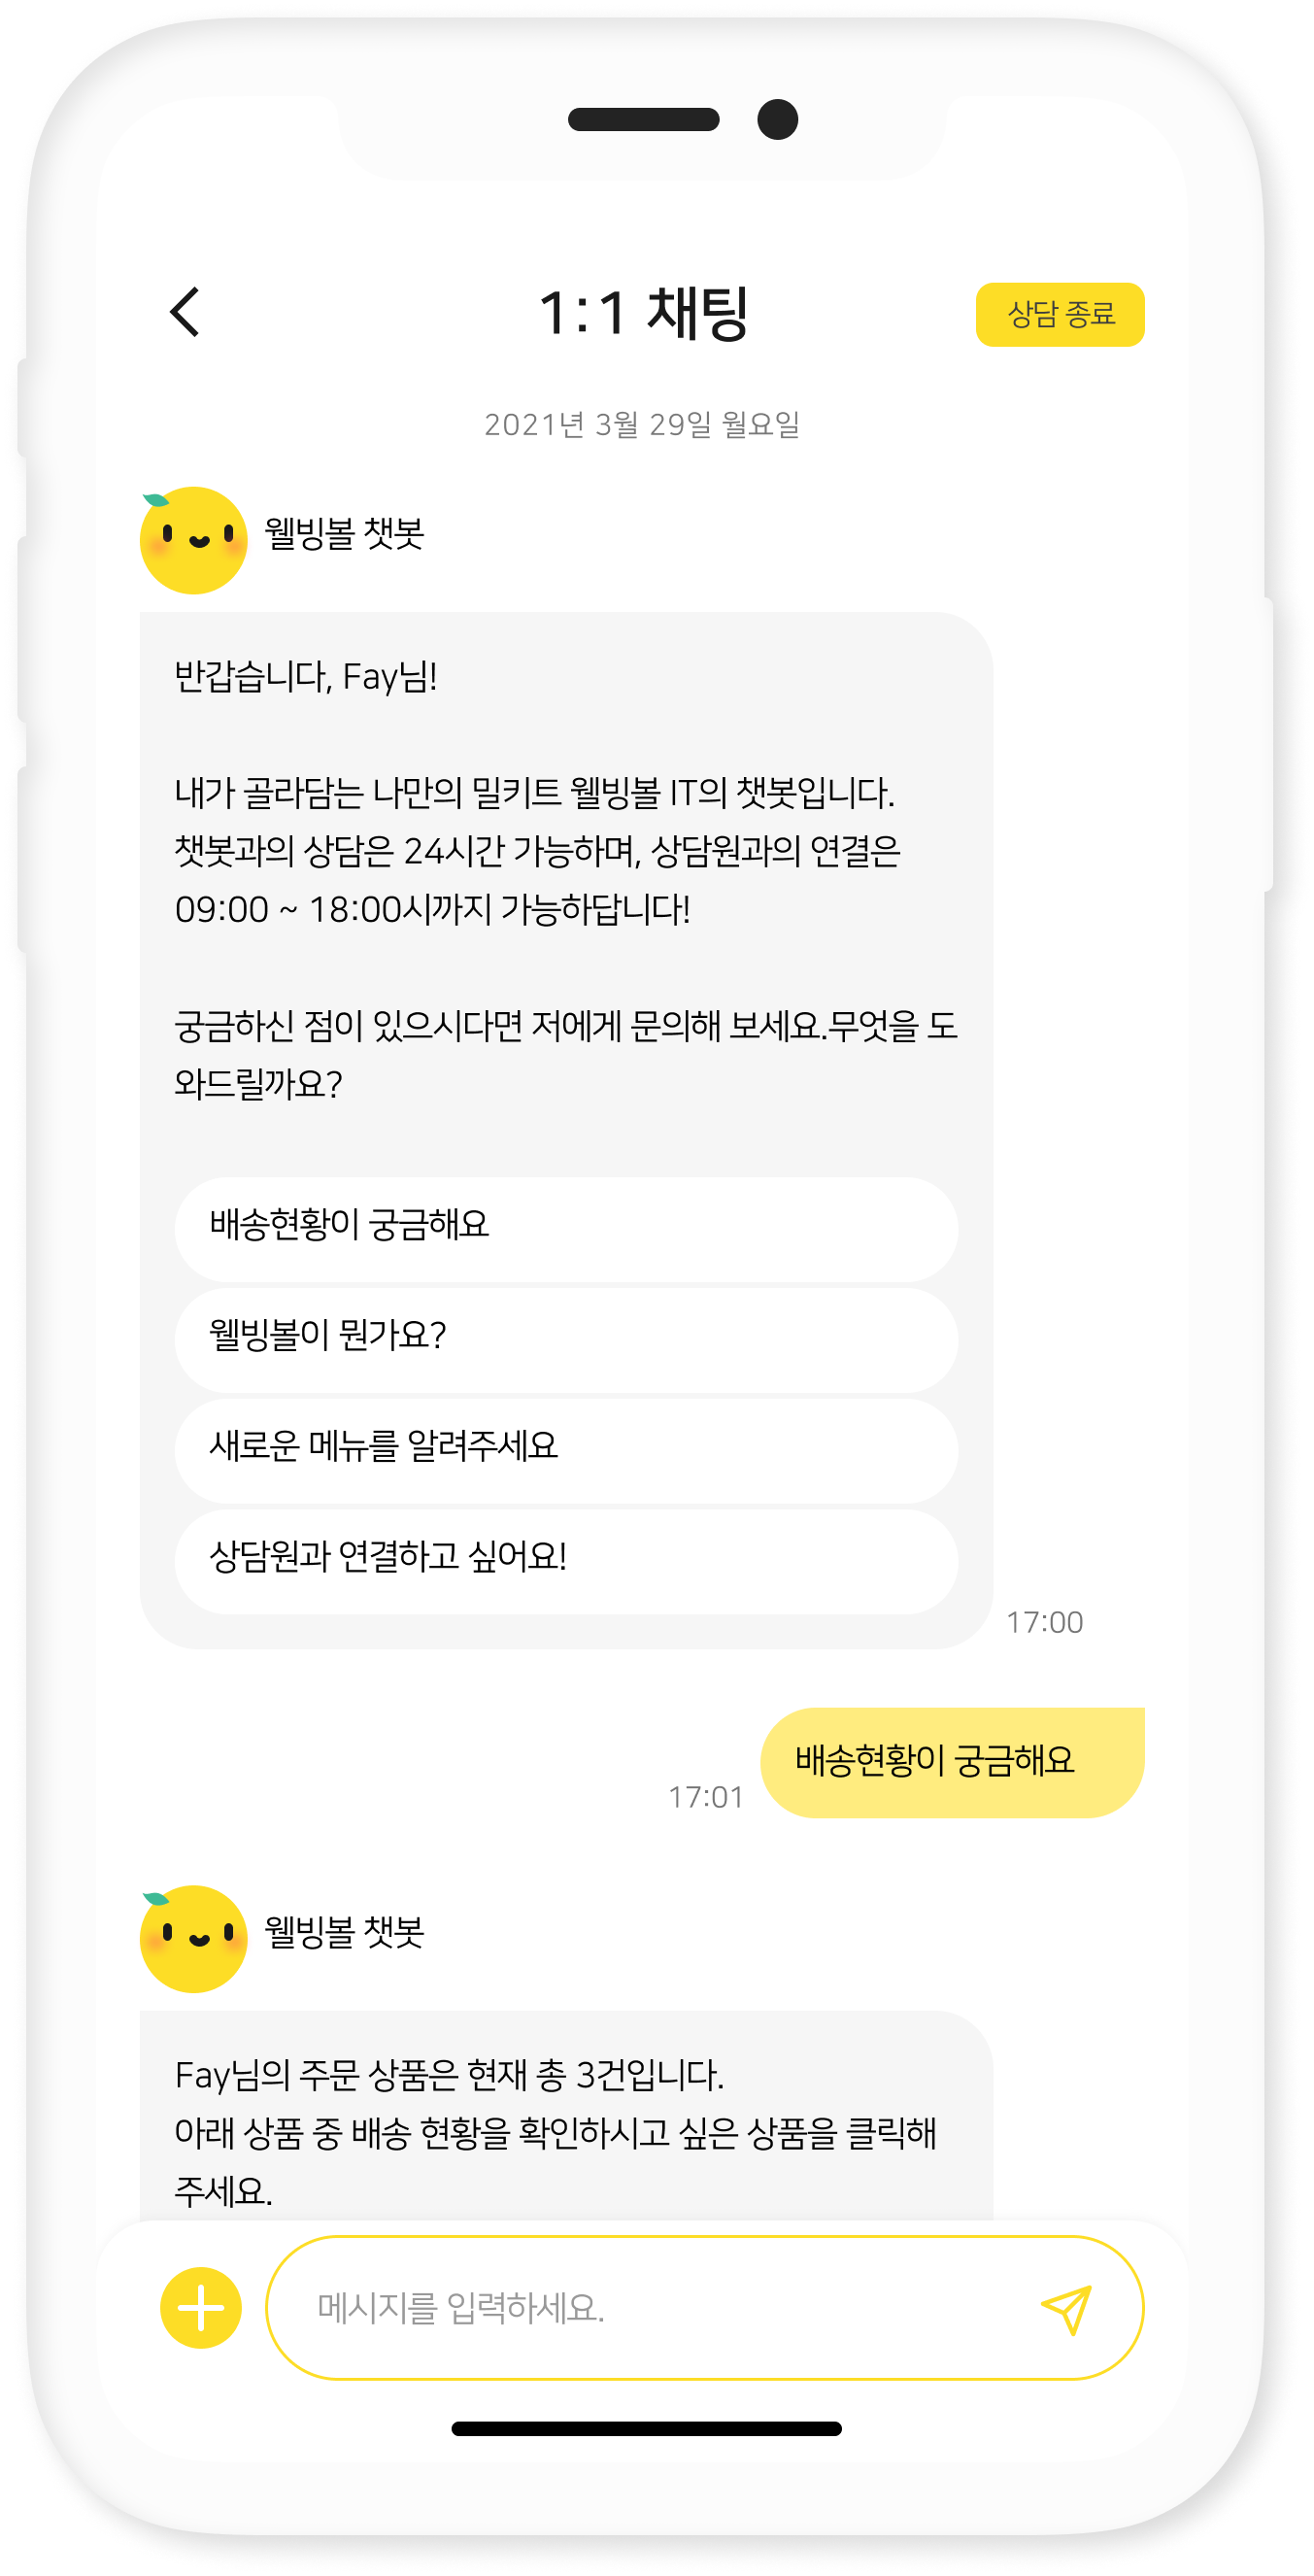 1:1 채팅
상담 종료
2021년 3월 29일 월요일
웰빙볼 챗봇
반갑습니다, Fay님!
내가 골라담는 나만의 밀키트 웰빙볼 IT의 챗봇입니다.
챗봇과의 상담은 24시간 가능하며, 상담원과의 연결은
09:00 ~ 18:00시까지 가능하답니다!
궁금하신 점이 있으시다면 저에게 문의해 보세요.무엇을 도
와드릴까요?
배송현황이 궁금해요
웰빙볼이 뭔가요?
새로운 메뉴를 알려주세요
상담원과 연결하고 싶어요!
17:00
배송현황이 궁금해요
17:01
웰빙볼 챗봇
Fay님의 주문 상품은 현재 총 3건입니다.
아래 상품 중 배송 현황을 확인하시고 싶은 상품을 클릭해
주세요.
메시지를 입력하세요.